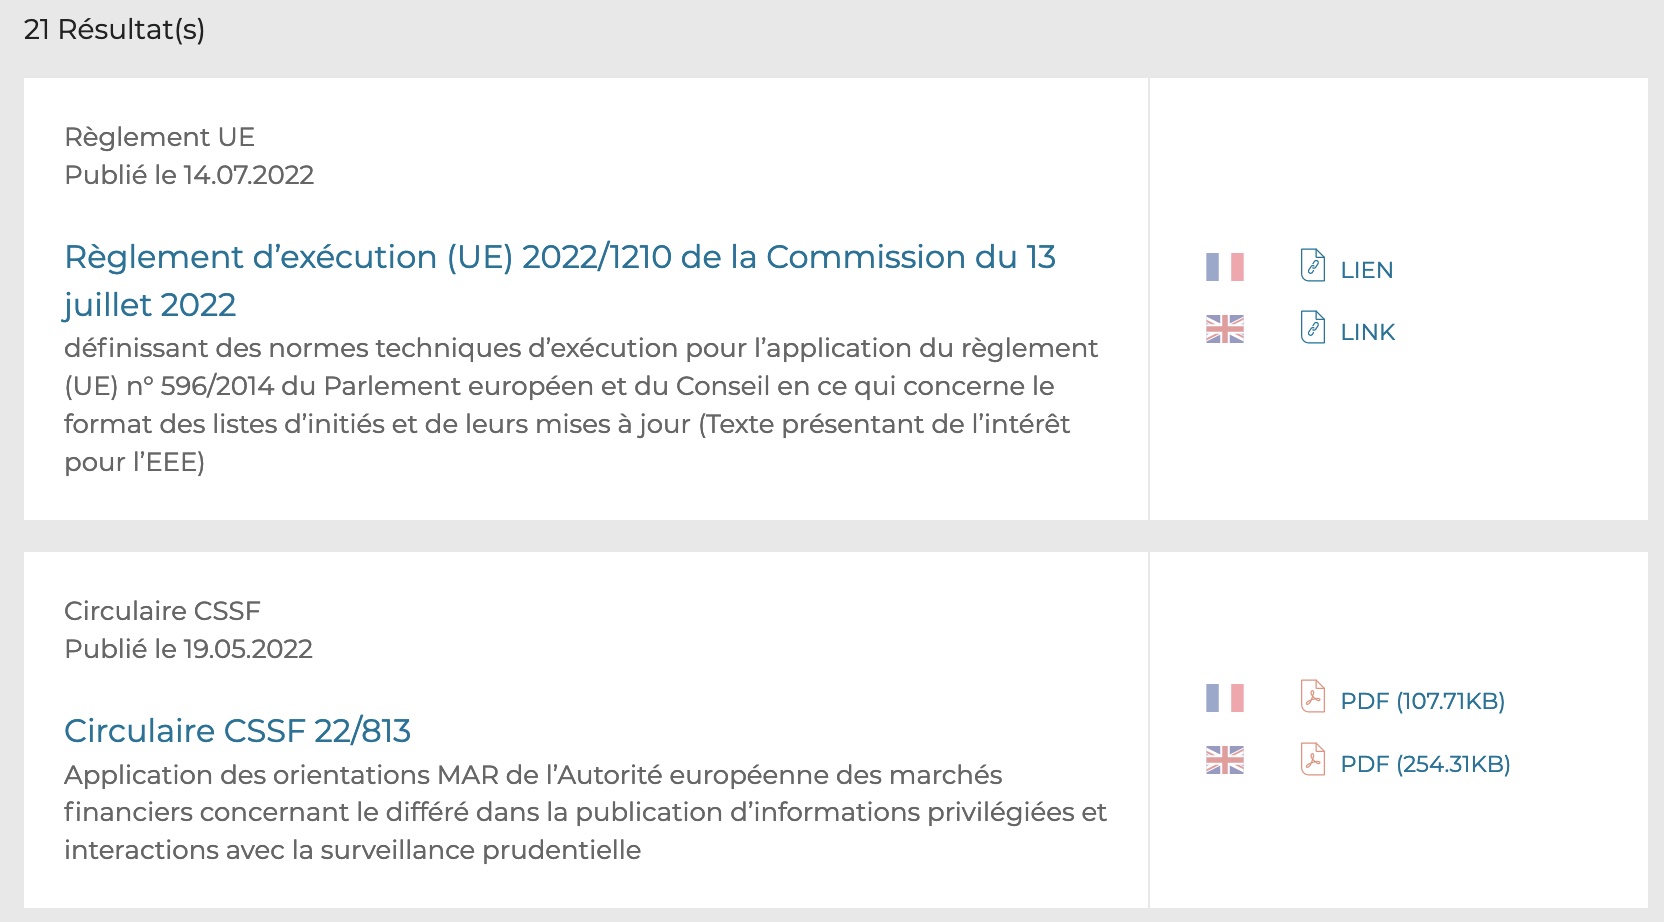 21 Résultat(s)
Règlement UE
Publié le 14.07.2022
Règlement d’exécution (UE) 2022/1210 de la Commission du 13
juillet 2022
définissant des normes techniques d’exécution pour l’application du règlement
(UE) n° 596/2014 du Parlement européen et du Conseil en ce qui concerne le
format des listes d’initiés et de leurs mises à jour (Texte présentant de l’intérêt
pour l’EEE)
LIEN
LINK
Circulaire CSSF
Publié le 19.05.2022
Circulaire CSSF 22/813
Application des orientations MAR de l’Autorité européenne des marchés
financiers concernant le différé dans la publication d’informations privilégiées et
interactions avec la surveillance prudentielle
PDF (107.71KB)
PDF (254.31KB)